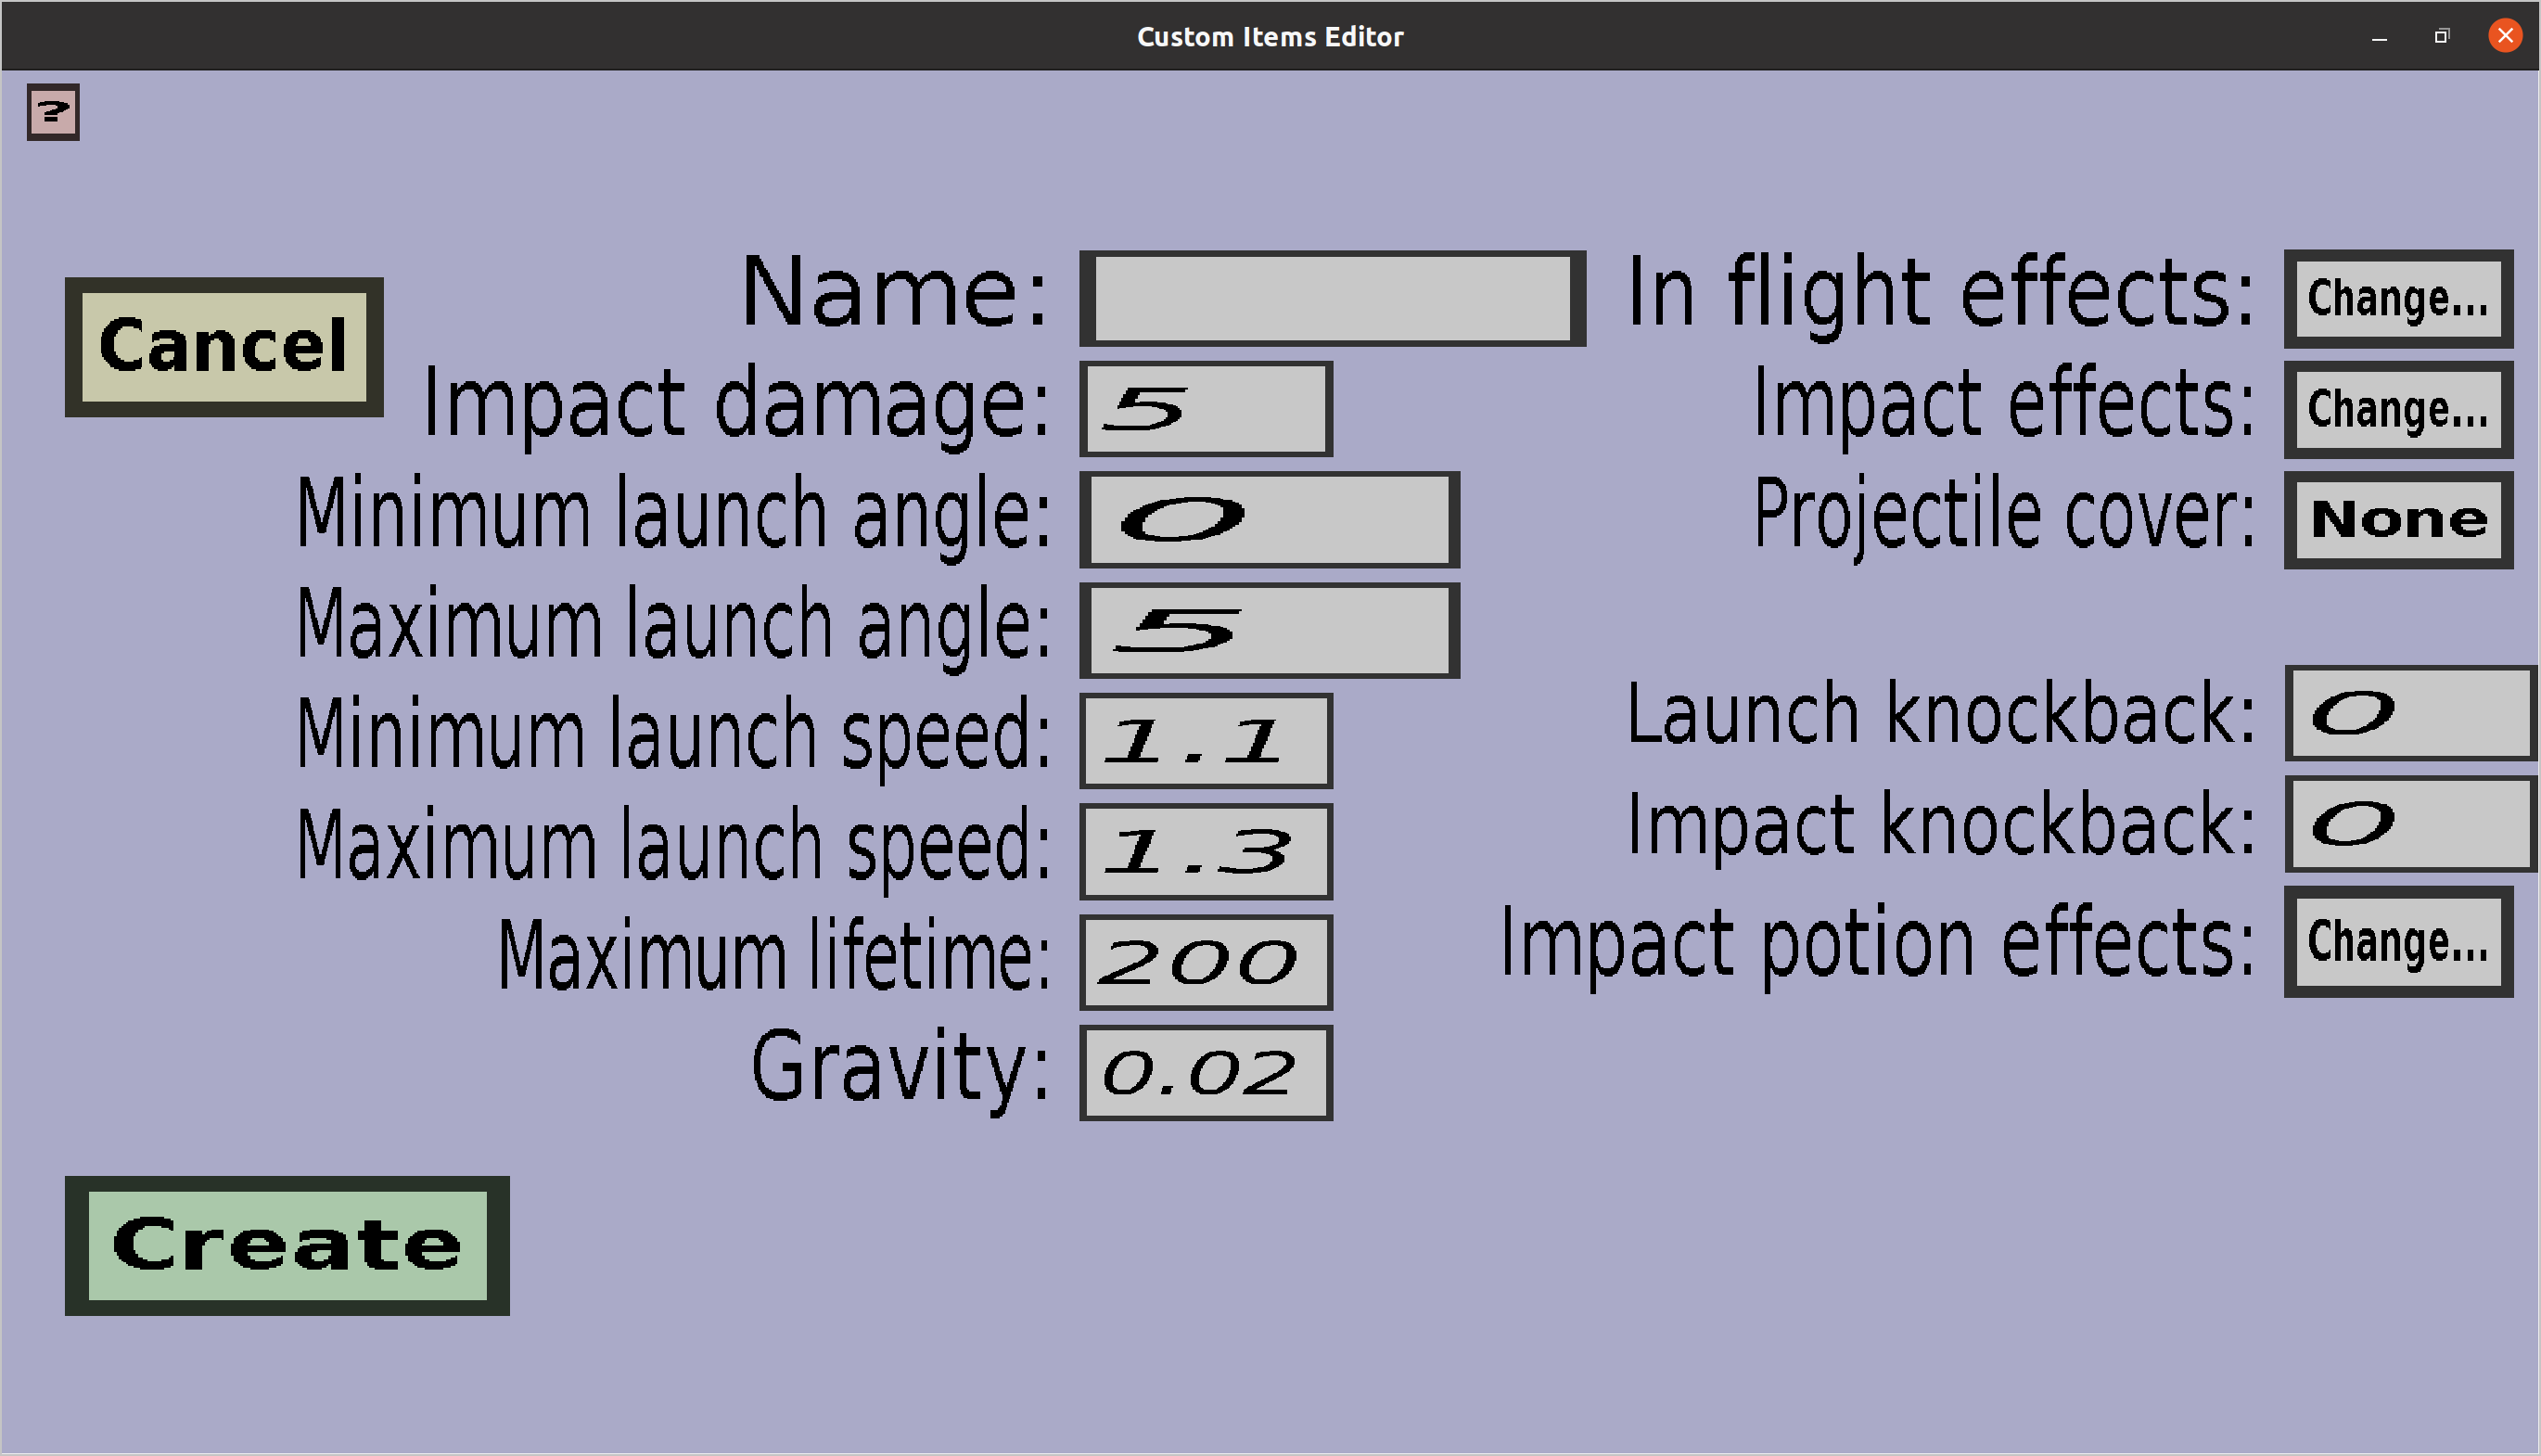 Custom Items Editor
?
Cancel
Name:
Impact damage: 5
Minimum launch angle: 0
Maximum launch angle: 5
Minimum launch speed: 1.1
Maximum launch speed: 1.3
Maximum lifetime: 200
Gravity: 0.02
In flight effects: Change...
Impact effects: Change...
Projectile cover: None
Launch knockback: 0
Impact knockback: 0
Impact potion effects: Change...
Create